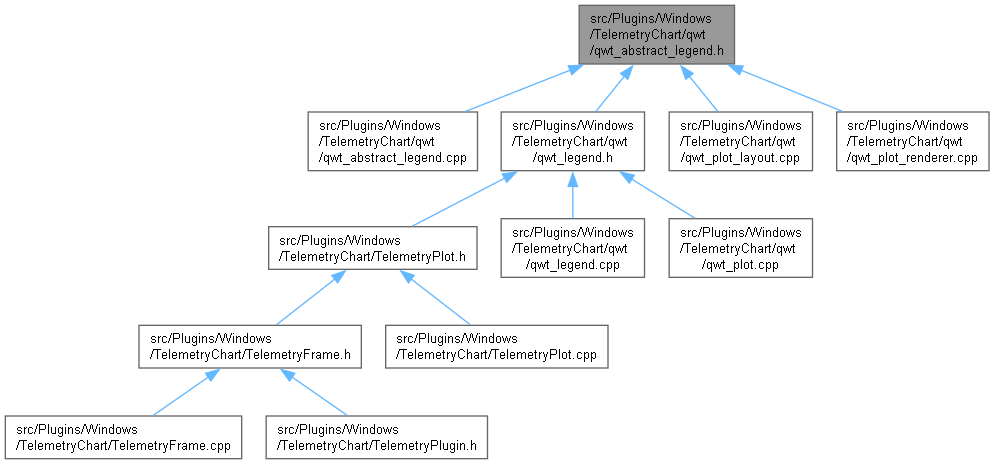 src/Plugins/Windows
/TelemetryChart/qwt
/qwt_abstract_legend.h
src/Plugins/Windows
/TelemetryChart/qwt
/qwt_abstract_legend.cpp
src/Plugins/Windows
/TelemetryChart/qwt
/qwt_legend.h
src/Plugins/Windows
/TelemetryChart/qwt
/qwt_plot_layout.cpp
src/Plugins/Windows
/TelemetryChart/qwt
/qwt_plot_renderer.cpp
src/Plugins/Windows
/TelemetryChart/TelemetryPlot.h
src/Plugins/Windows
/TelemetryChart/qwt
/qwt_legend.cpp
src/Plugins/Windows
/TelemetryChart/qwt
/qwt_plot.cpp
src/Plugins/Windows
/TelemetryChart/TelemetryFrame.h
src/Plugins/Windows
/TelemetryChart/TelemetryPlot.cpp
src/Plugins/Windows
/TelemetryChart/TelemetryFrame.cpp
src/Plugins/Windows
/TelemetryChart/TelemetryPlugin.h